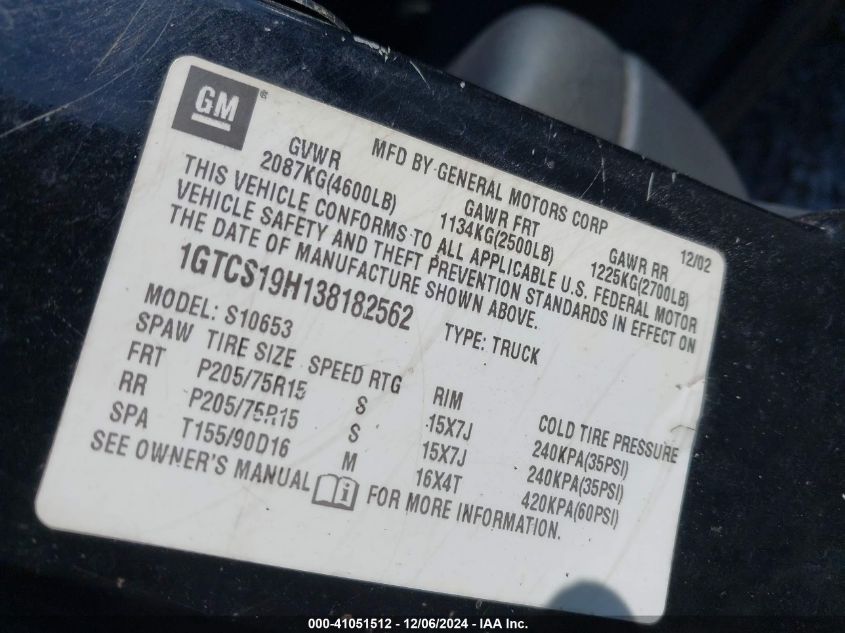 GM
MFD BY GENERAL MOTORS CORP 12/02
GVWR GAWR FRT GAWR RR
2087KG(4600LB) 1134KG(2500LB) 1225KG(2700LB)
THIS VEHICLE CONFORMS TO ALL APPLICABLE U.S. FEDERAL MOTOR
VEHICLE SAFETY AND THEFT PREVENTION STANDARDS IN EFFECT ON
THE DATE OF MANUFACTURE SHOWN ABOVE.
1GTCS19H138182562 TYPE: TRUCK
MODEL: S10653
SPAW TIRE SIZE SPEED RTG RIM COLD TIRE PRESSURE
FRT P205/75R15 S 15X7J 240KPA(35PSI)
RR P205/75R15 S 15X7J 240KPA(35PSI)
SPA T155/90D16 M 16X4T 420KPA(60PSI)
SEE OWNER'S MANUAL i FOR MORE INFORMATION.
000-41051512 - 12/06/2024 - IAA Inc.